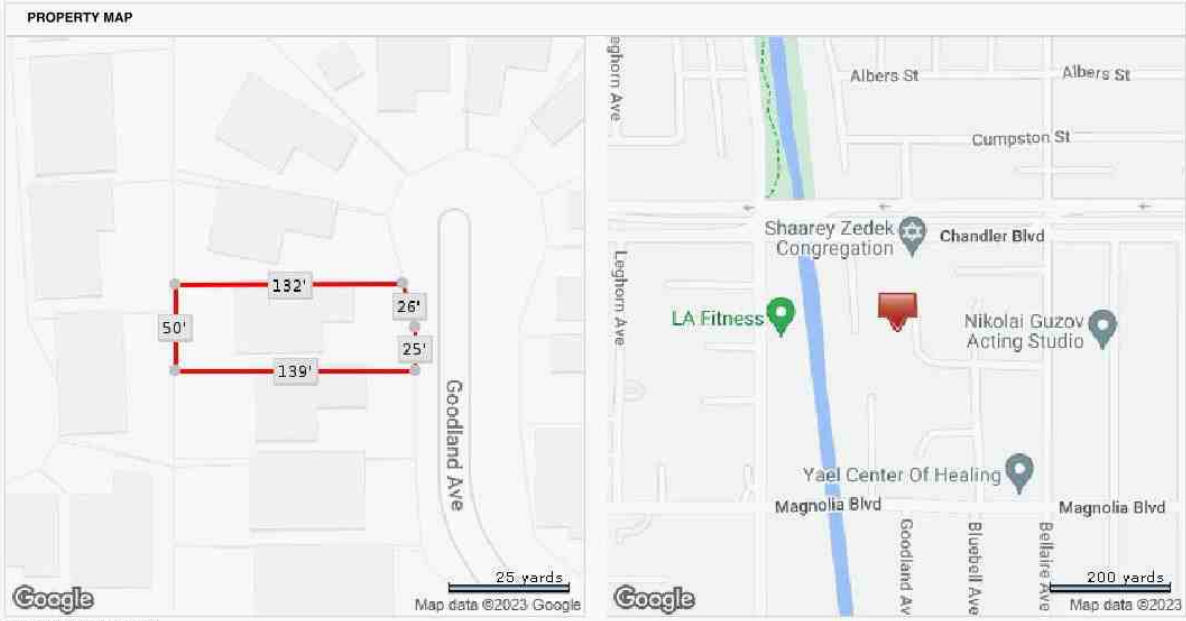 PROPERTY MAP
132'
26'
50'
25'
139'
Goodland Ave
25 yards
Google
Map data ©2023 Google
eghorn Ave
Albers St
Albers St
Cumpston St
Shaarey Zedek
Congregation
Chandler Blvd
Leghorn Ave
LA Fitness
Nikolai Guzov
Acting Studio
Yael Center Of Healing
Magnolia Blvd
Magnolia Blvd
Goodland Av
Bluebell Ave
Bellaire Ave
200 yards
Google
Map data ©2023